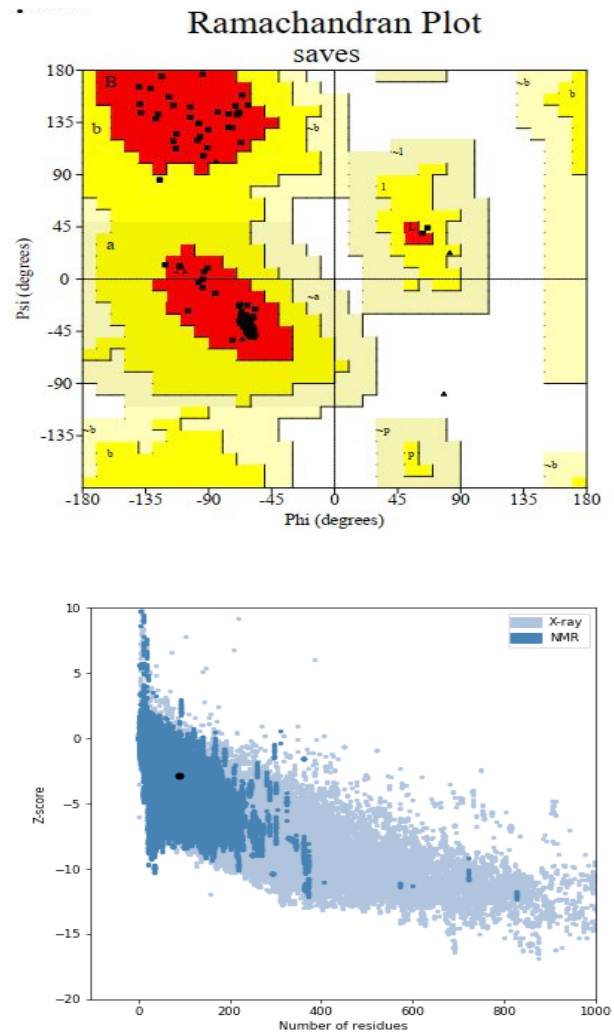 Ramachandran Plot
saves
180
B
~b
b
135
b
~b
90
~l
l
45
L
a
A
0
~a
-45
-90
-135
~b
~p
b
p
~b
~b
-180
-135
-90
-45
0
45
90
135
180
Psi (degrees)
Phi (degrees)
10
X-ray
NMR
5
0
−5
−10
−15
−20
0
200
400
600
800
1000
Z-score
Number of residues